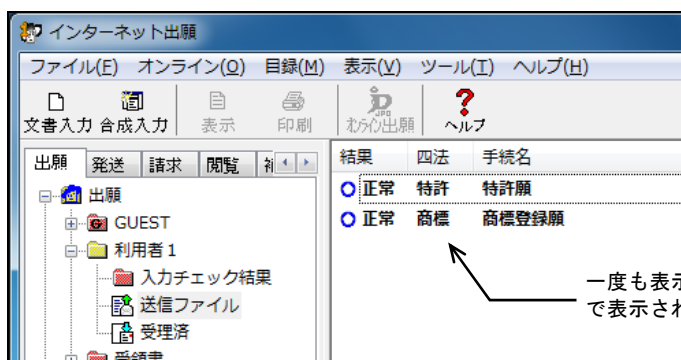 インターネット出願
ファイル(F) オンライン(O) 目録(M) 表示(V) ツール(T) ヘルプ(H)
文書入力 合成入力 表示 印刷 オンライン出願 ヘルプ
出願 発送 請求 閲覧
結果 四法 手続名
正常 特許 特許願
正常 商標 商標登録願
出願
GUEST
利用者1
入力チェック結果
送信ファイル
受理済
受領書
一度も表示
で表示され